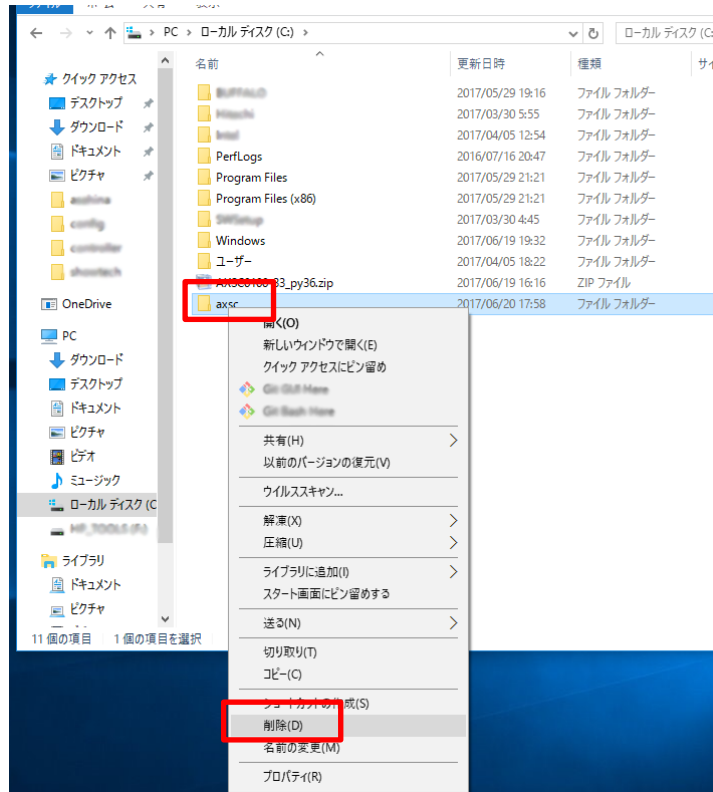 PC › ローカル ディスク (C:) ›
ローカル ディスク (C:
名前 更新日時 種類 サイ
クイック アクセス
デスクトップ
ダウンロード
ドキュメント
ピクチャ
OneDrive
PC
ダウンロード
デスクトップ
ドキュメント
ピクチャ
ビデオ
ミュージック
ローカル ディスク (C
ライブラリ
ドキュメント
ピクチャ
2017/05/29 19:16 ファイル フォルダー
2017/03/30 5:55 ファイル フォルダー
2017/04/05 12:54 ファイル フォルダー
PerfLogs 2016/07/16 20:47 ファイル フォルダー
Program Files 2017/05/29 21:21 ファイル フォルダー
Program Files (x86) 2017/05/29 21:21 ファイル フォルダー
2017/03/30 4:45 ファイル フォルダー
Windows 2017/06/19 19:32 ファイル フォルダー
ユーザー 2017/04/05 18:22 ファイル フォルダー
_py36.zip 2017/06/19 16:16 ZIP ファイル
axsc 2017/06/20 17:58 ファイル フォルダー
開く(O)
新しいウィンドウで開く(E)
クイック アクセスにピン留め
Git GUI Here
Git Bash Here
共有(H)
以前のバージョンの復元(V)
ウイルススキャン...
解凍(X)
圧縮(U)
ライブラリに追加(I)
スタート画面にピン留めする
送る(N)
切り取り(T)
コピー(C)
ショートカットの作成(S)
削除(D)
名前の変更(M)
プロパティ(R)
11 個の項目 1 個の項目を選択